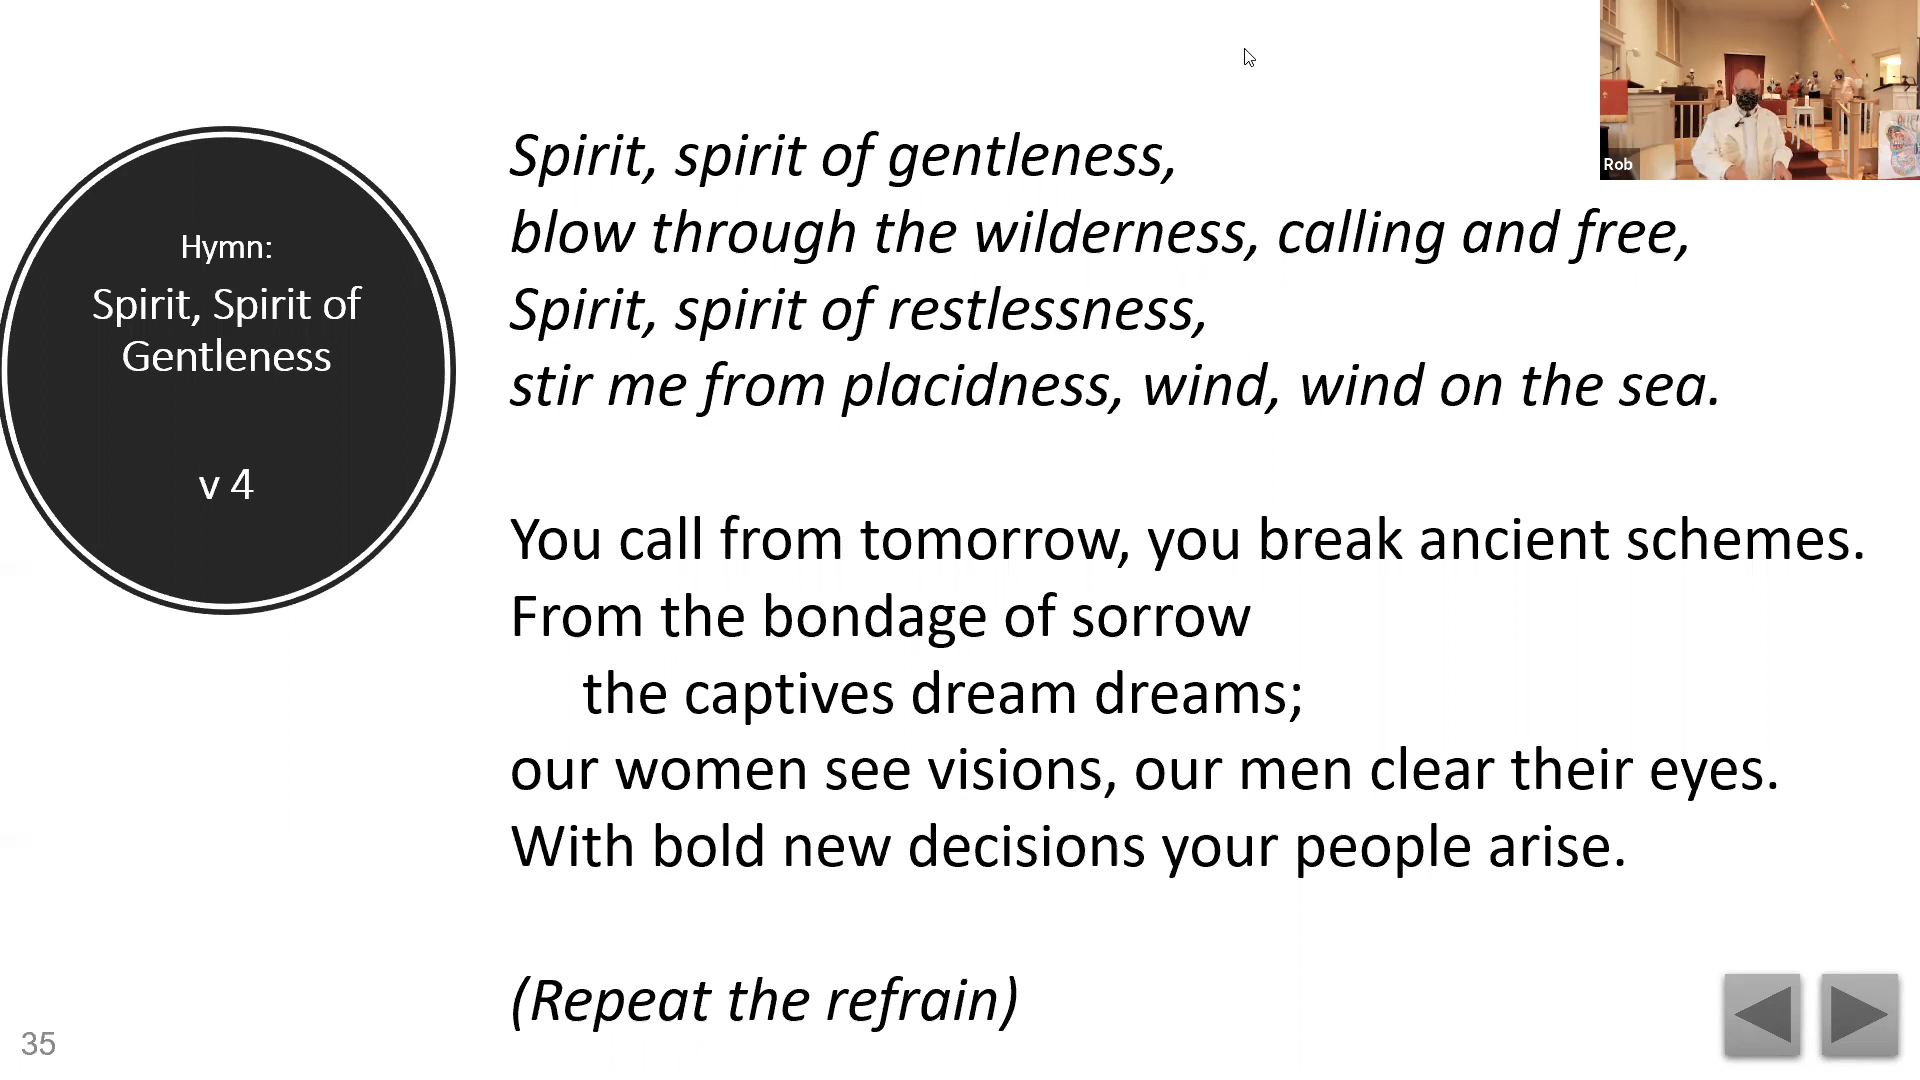 Hymn:
Spirit, Spirit of
Gentleness
v 4
Spirit, spirit of gentleness,
blow through the wilderness, calling and free,
Spirit, spirit of restlessness,
stir me from placidness, wind, wind on the sea.
You call from tomorrow, you break ancient schemes.
From the bondage of sorrow
the captives dream dreams;
our women see visions, our men clear their eyes.
With bold new decisions your people arise.
(Repeat the refrain)
35
Rob